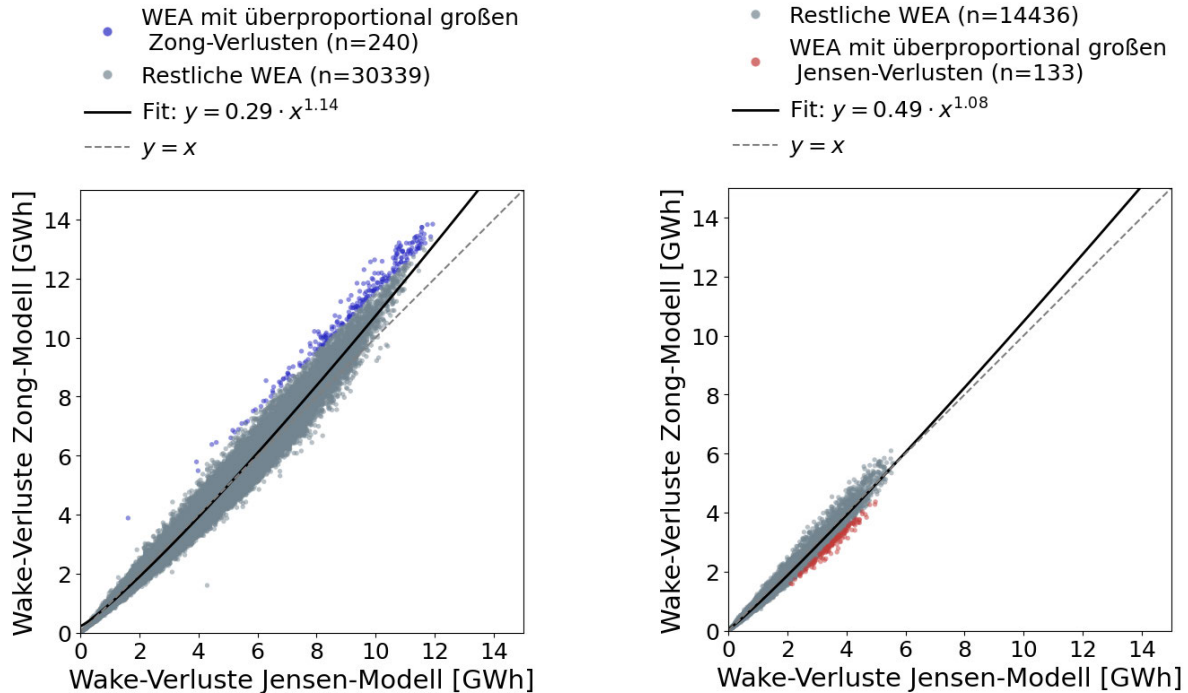 WEA mit überproportional großen
Zong-Verlusten (n=240)
Restliche WEA (n=30339)
Fit: y = 0.29 · x^1.14
y = x
Wake-Verluste Zong-Modell [GWh]
14
12
10
8
6
4
2
0
0 2 4 6 8 10 12 14
Wake-Verluste Jensen-Modell [GWh]
Restliche WEA (n=14436)
WEA mit überproportional großen
Jensen-Verlusten (n=133)
Fit: y = 0.49 · x^1.08
y = x
Wake-Verluste Zong-Modell [GWh]
14
12
10
8
6
4
2
0
0 2 4 6 8 10 12 14
Wake-Verluste Jensen-Modell [GWh]